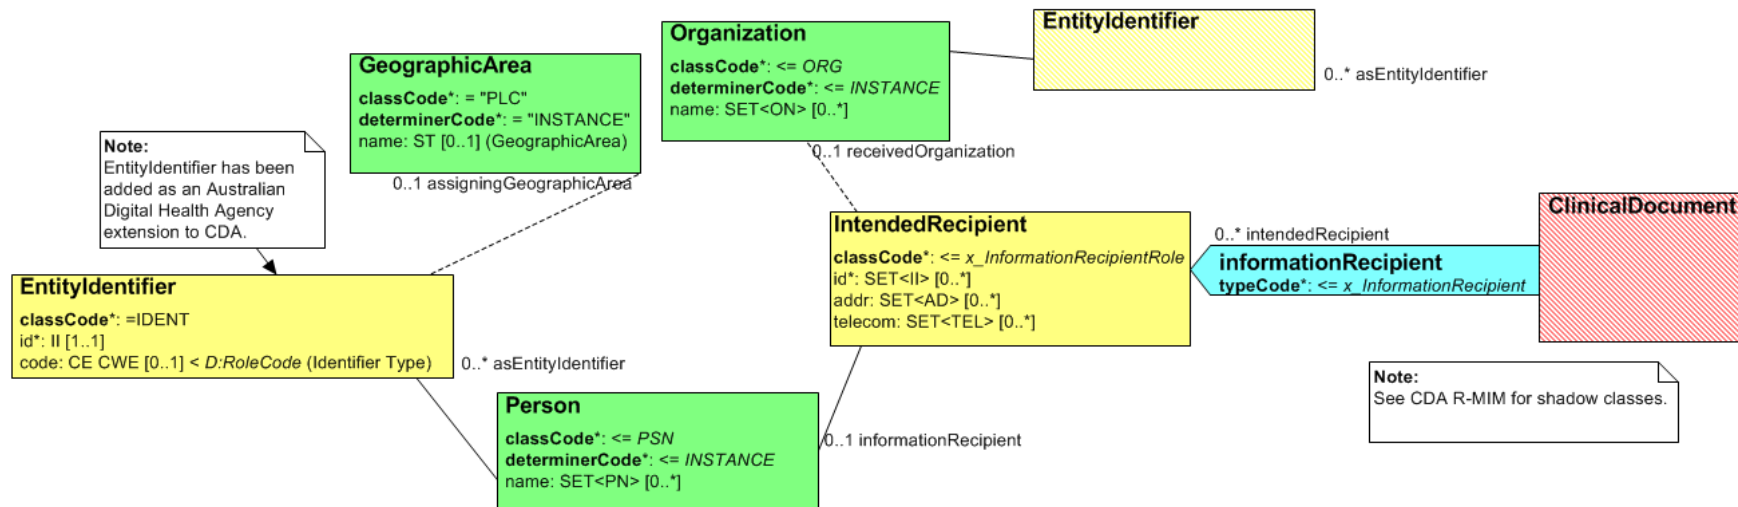 Organization
classCode*: <= ORG
determinerCode*: <= INSTANCE
name: SET<ON> [0..*]
EntityIdentifier
0..* asEntityIdentifier
GeographicArea
classCode*: = "PLC"
determinerCode*: = "INSTANCE"
name: ST [0..1] (GeographicArea)
0..1 assigningGeographicArea
0..1 receivedOrganization
Note:
EntityIdentifier has been
added as an Australian
Digital Health Agency
extension to CDA.
IntendedRecipient
classCode*: <= x_InformationRecipientRole
id*: SET<II> [0..*]
addr: SET<AD> [0..*]
telecom: SET<TEL> [0..*]
0..* intendedRecipient
informationRecipient
typeCode*: <= x_InformationRecipient
ClinicalDocument
EntityIdentifier
classCode*: =IDENT
id*: II [1..1]
code: CE CWE [0..1] < D:RoleCode (Identifier Type)
0..* asEntityIdentifier
Person
classCode*: <= PSN
determinerCode*: <= INSTANCE
name: SET<PN> [0..*]
0..1 informationRecipient
Note:
See CDA R-MIM for shadow classes.